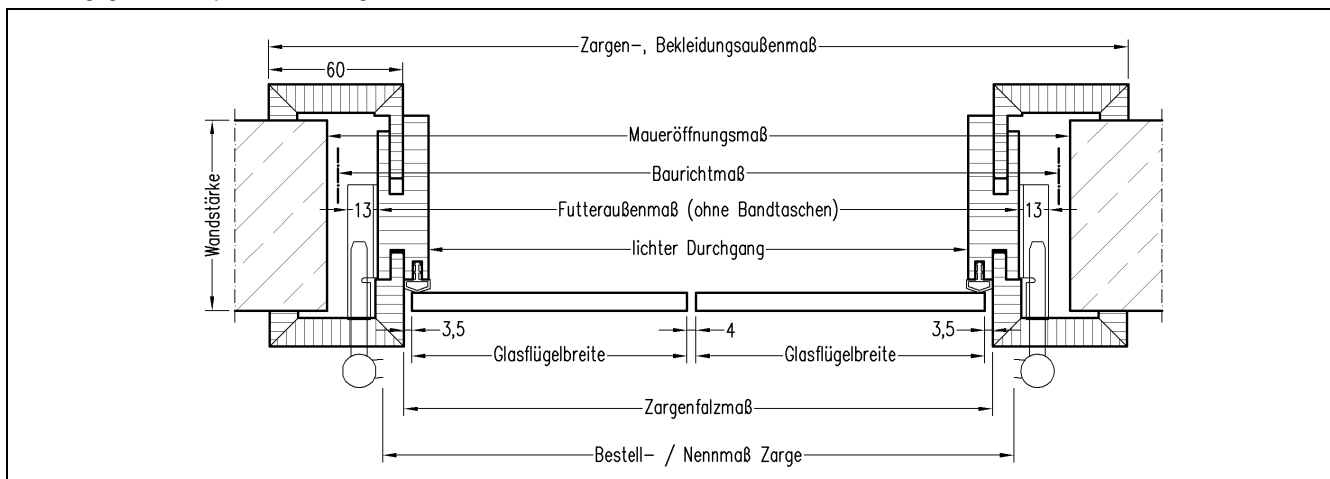 Zargen-, Bekleidungsaußenmaß
60
Maueröffnungsmaß
Baurichtmaß
Wandstärke
13 Futteraußenmaß (ohne Bandtaschen) 13
lichter Durchgang
3,5 4 3,5
Glasflügelbreite Glasflügelbreite
Zargenfalzmaß
Bestell- / Nennmaß Zarge